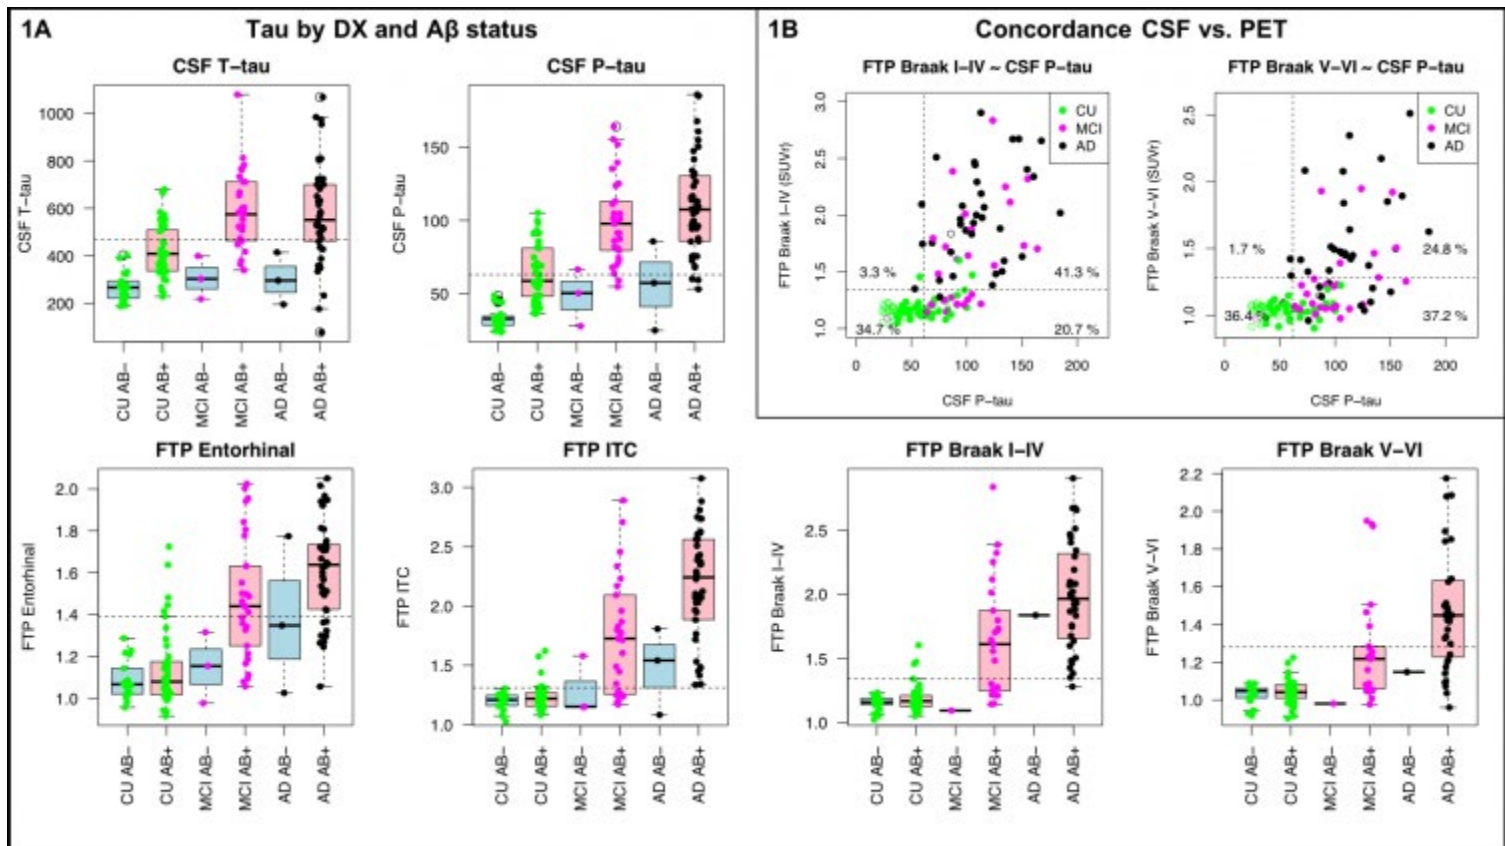 1A Tau by DX and Aβ status
CSF T-tau
CSF T-tau
1000
800
600
400
200
CU AB-
CU AB+
MCI AB-
MCI AB+
AD AB-
AD AB+
CSF P-tau
CSF P-tau
150
100
50
CU AB-
CU AB+
MCI AB-
MCI AB+
AD AB-
AD AB+
1B Concordance CSF vs. PET
FTP Braak I-IV ~ CSF P-tau
FTP Braak I-IV (SUVr)
3.0
2.5
2.0
1.5
1.0
CU
MCI
AD
3.3 %
41.3 %
34.7 %
20.7 %
0 50 100 150 200
CSF P-tau
FTP Braak V-VI ~ CSF P-tau
FTP Braak V-VI (SUVr)
2.5
2.0
1.5
1.0
CU
MCI
AD
1.7 %
24.8 %
36.4 %
37.2 %
0 50 100 150 200
CSF P-tau
FTP Entorhinal
FTP Entorhinal
2.0
1.8
1.6
1.4
1.2
1.0
CU AB-
CU AB+
MCI AB-
MCI AB+
AD AB-
AD AB+
FTP ITC
FTP ITC
3.0
2.5
2.0
1.5
1.0
CU AB-
CU AB+
MCI AB-
MCI AB+
AD AB-
AD AB+
FTP Braak I-IV
FTP Braak I-IV
2.5
2.0
1.5
1.0
CU AB-
CU AB+
MCI AB-
MCI AB+
AD AB-
AD AB+
FTP Braak V-VI
FTP Braak V-VI
2.2
2.0
1.8
1.6
1.4
1.2
1.0
CU AB-
CU AB+
MCI AB-
MCI AB+
AD AB-
AD AB+